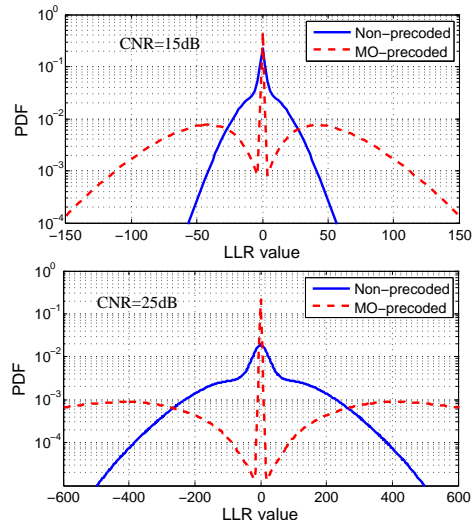 10^0
10^-1
10^-2
10^-3
10^-4
PDF
CNR=15dB
Non−precoded
MO−precoded
−150 −100 −50 0 50 100 150
LLR value
10^0
10^-1
10^-2
10^-3
10^-4
PDF
CNR=25dB
Non−precoded
MO−precoded
−600 −400 −200 0 200 400 600
LLR value